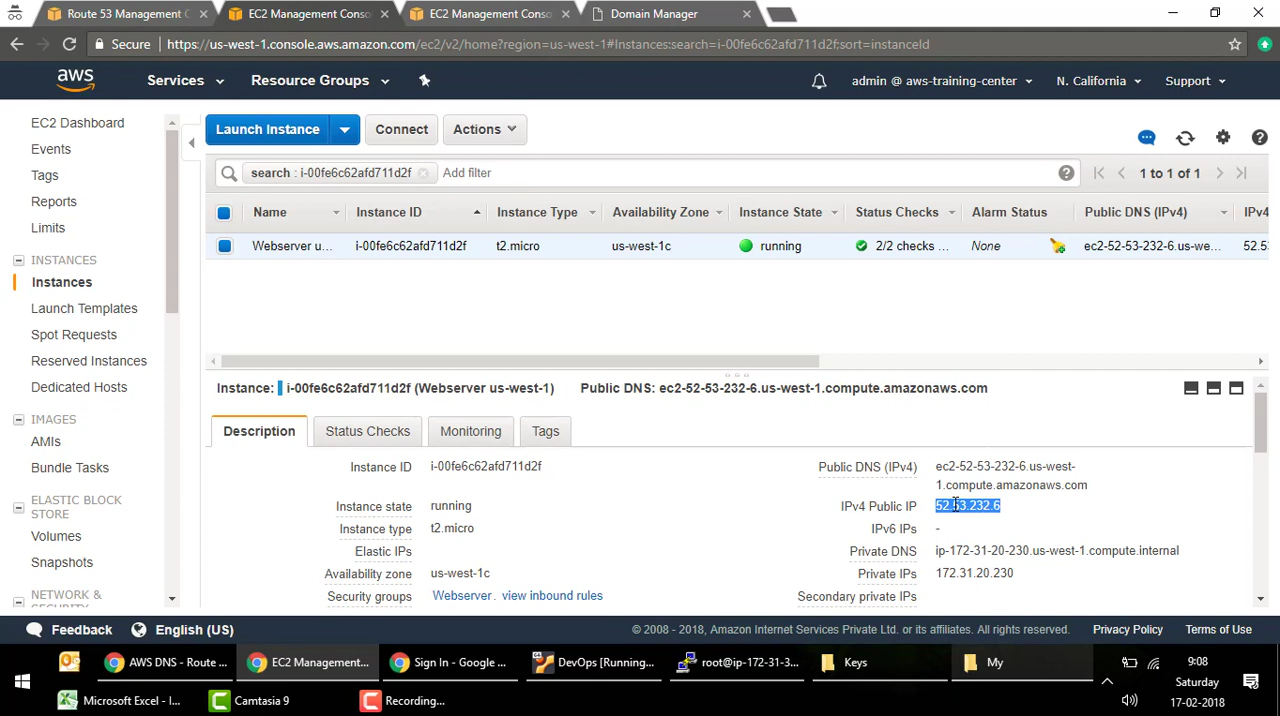 Route 53 Management C
EC2 Management Conso
EC2 Management Conso
Domain Manager
Secure
https://us-west-1.console.aws.amazon.com/ec2/v2/home?region=us-west-1#Instances:search=i-00fe6c62afd711d2f;sort=instanceId
aws
Services
Resource Groups
admin @ aws-training-center
N. California
Support
EC2 Dashboard
Events
Tags
Reports
Limits
INSTANCES
Instances
Launch Templates
Spot Requests
Reserved Instances
Dedicated Hosts
IMAGES
AMIs
Bundle Tasks
ELASTIC BLOCK
STORE
Volumes
Snapshots
NETWORK &
SECURITY
Launch Instance
Connect
Actions
search : i-00fe6c62afd711d2f
Add filter
1 to 1 of 1
Name
Instance ID
Instance Type
Availability Zone
Instance State
Status Checks
Alarm Status
Public DNS (IPv4)
IPv4
Webserver u...
i-00fe6c62afd711d2f
t2.micro
us-west-1c
running
2/2 checks ...
None
ec2-52-53-232-6.us-we...
52.53
Instance: i-00fe6c62afd711d2f (Webserver us-west-1)
Public DNS: ec2-52-53-232-6.us-west-1.compute.amazonaws.com
Description
Status Checks
Monitoring
Tags
Instance ID
i-00fe6c62afd711d2f
Public DNS (IPv4)
ec2-52-53-232-6.us-west-
1.compute.amazonaws.com
Instance state
running
IPv4 Public IP
52.53.232.6
Instance type
t2.micro
IPv6 IPs
-
Elastic IPs
Private DNS
ip-172-31-20-230.us-west-1.compute.internal
Availability zone
us-west-1c
Private IPs
172.31.20.230
Security groups
Webserver. view inbound rules
Secondary private IPs
Feedback
English (US)
© 2008 - 2018, Amazon Internet Services Private Ltd. or its affiliates. All rights reserved.
Privacy Policy
Terms of Use
AWS DNS - Route ...
EC2 Management...
Sign In - Google ...
DevOps [Running...
root@ip-172-31-3...
Keys
My
9:08
Saturday
17-02-2018
Microsoft Excel - I...
Camtasia 9
Recording...